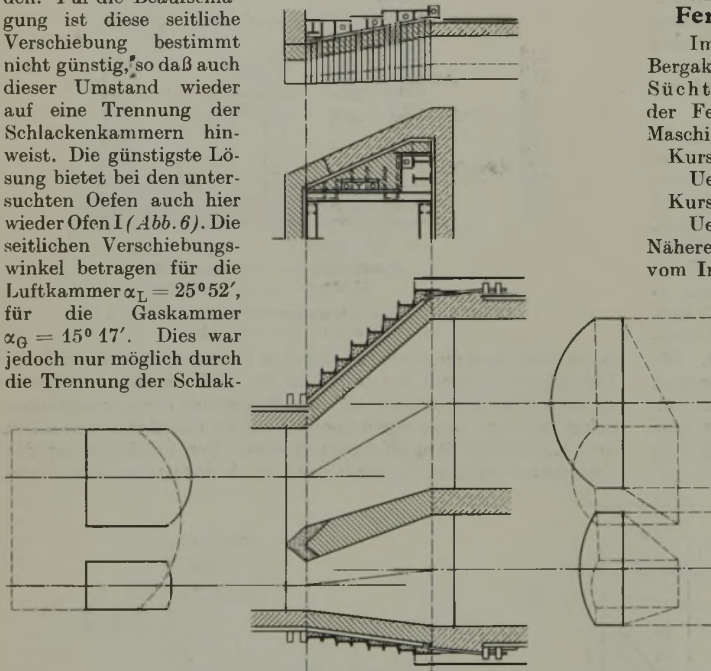 gung ist diese seitliche
Verschiebung bestimmt
nicht günstig, so daß auch
dieser Umstand wieder
auf eine Trennung der
Schlackenkammern hin-
weist. Die günstigste Lö-
sung bietet bei den unter-
suchten Oefen auch hier
wieder Ofen I (Abb. 6). Die
seitlichen Verschiebungs-
winkel betragen für die
Luftkammer α_L = 25° 52′,
für die Gaskammer
α_G = 15° 17′. Dies war
jedoch nur möglich durch
die Trennung der Schlak-
Fer
Im
Bergak
Sücht
der Fe
Maschi
Kurs
Ue
Kurs
Ue
Nähere
vom In